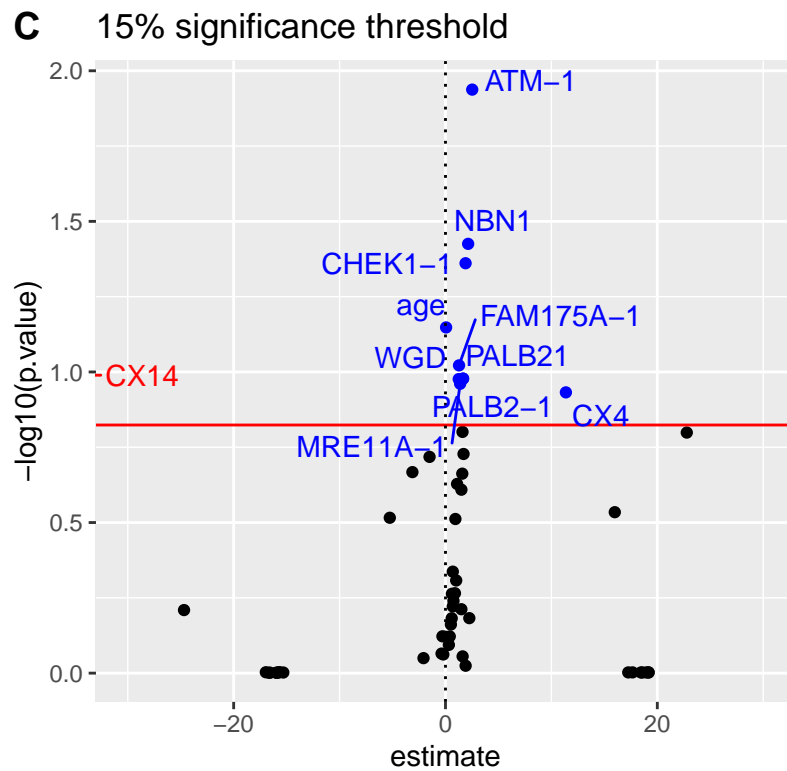 C 15% significance threshold
2.0
ATM−1
1.5
NBN1
CHEK1−1
age
FAM175A−1
WGD
PALB21
1.0
CX14
PALB2−1
CX4
MRE11A−1
0.5
0.0
−20
0
20
estimate
−log10(p.value)